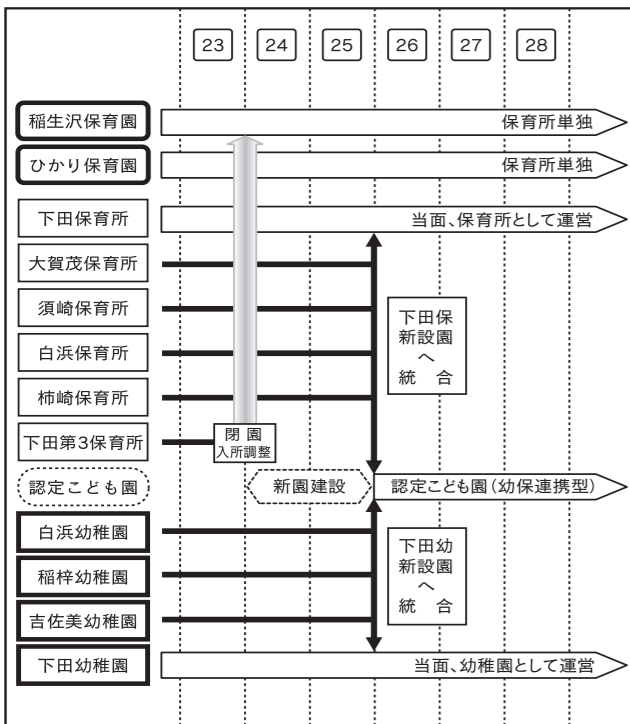 23 24 25 26 27 28
稲生沢保育園
保育所単独
ひかり保育園
保育所単独
下田保育所
当面、保育所として運営
大賀茂保育所
須崎保育所
白浜保育所
柿崎保育所
下田保
新設園
へ
統　合
下田第3保育所
閉 園
入所調整
認定こども園
新園建設
認定こども園(幼保連携型)
白浜幼稚園
稲梓幼稚園
吉佐美幼稚園
下田幼
新設園
へ
統　合
下田幼稚園
当面、幼稚園として運営